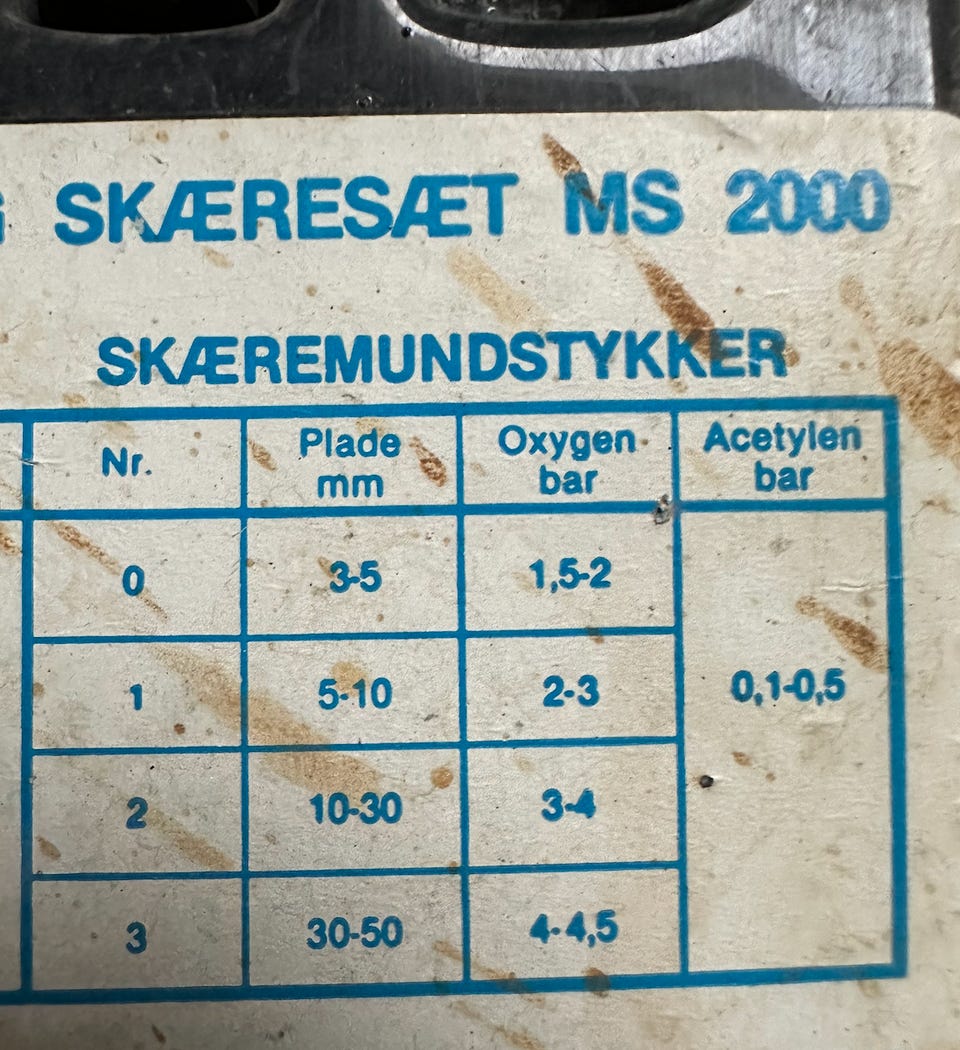 SKÆRESÆT MS 2000
SKÆREMUNDSTYKKER
Nr. Plade mm Oxygen bar Acetylen bar
0 3-5 1,5-2
1 5-10 2-3 0,1-0,5
2 10-30 3-4
3 30-50 4-4,5